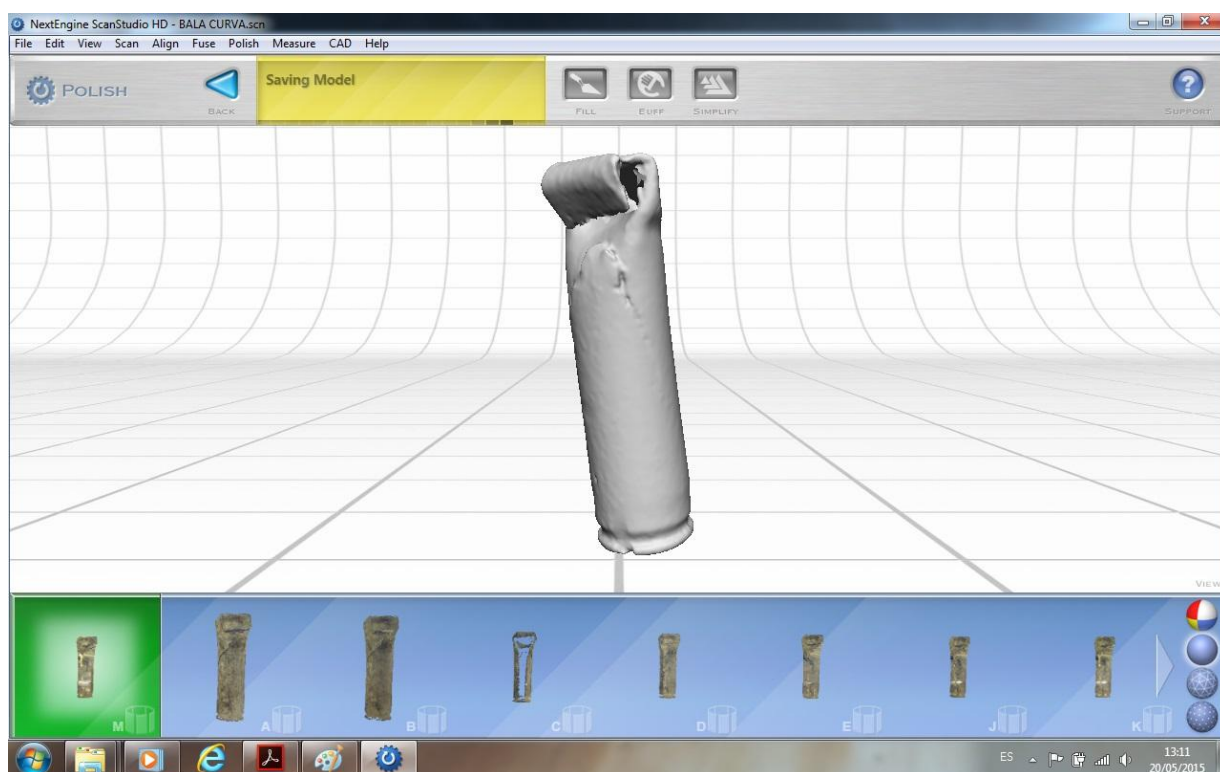 NextEngine ScanStudio HD - BALA CURVA.scn
File Edit View Scan Align Fuse Polish Measure CAD Help
POLISH
BACK
Saving Model
FILL
BUFF
SIMPLIFY
SUPPORT
VIEW
M
A
B
C
D
E
J
K
ES
13:11
20/05/2015